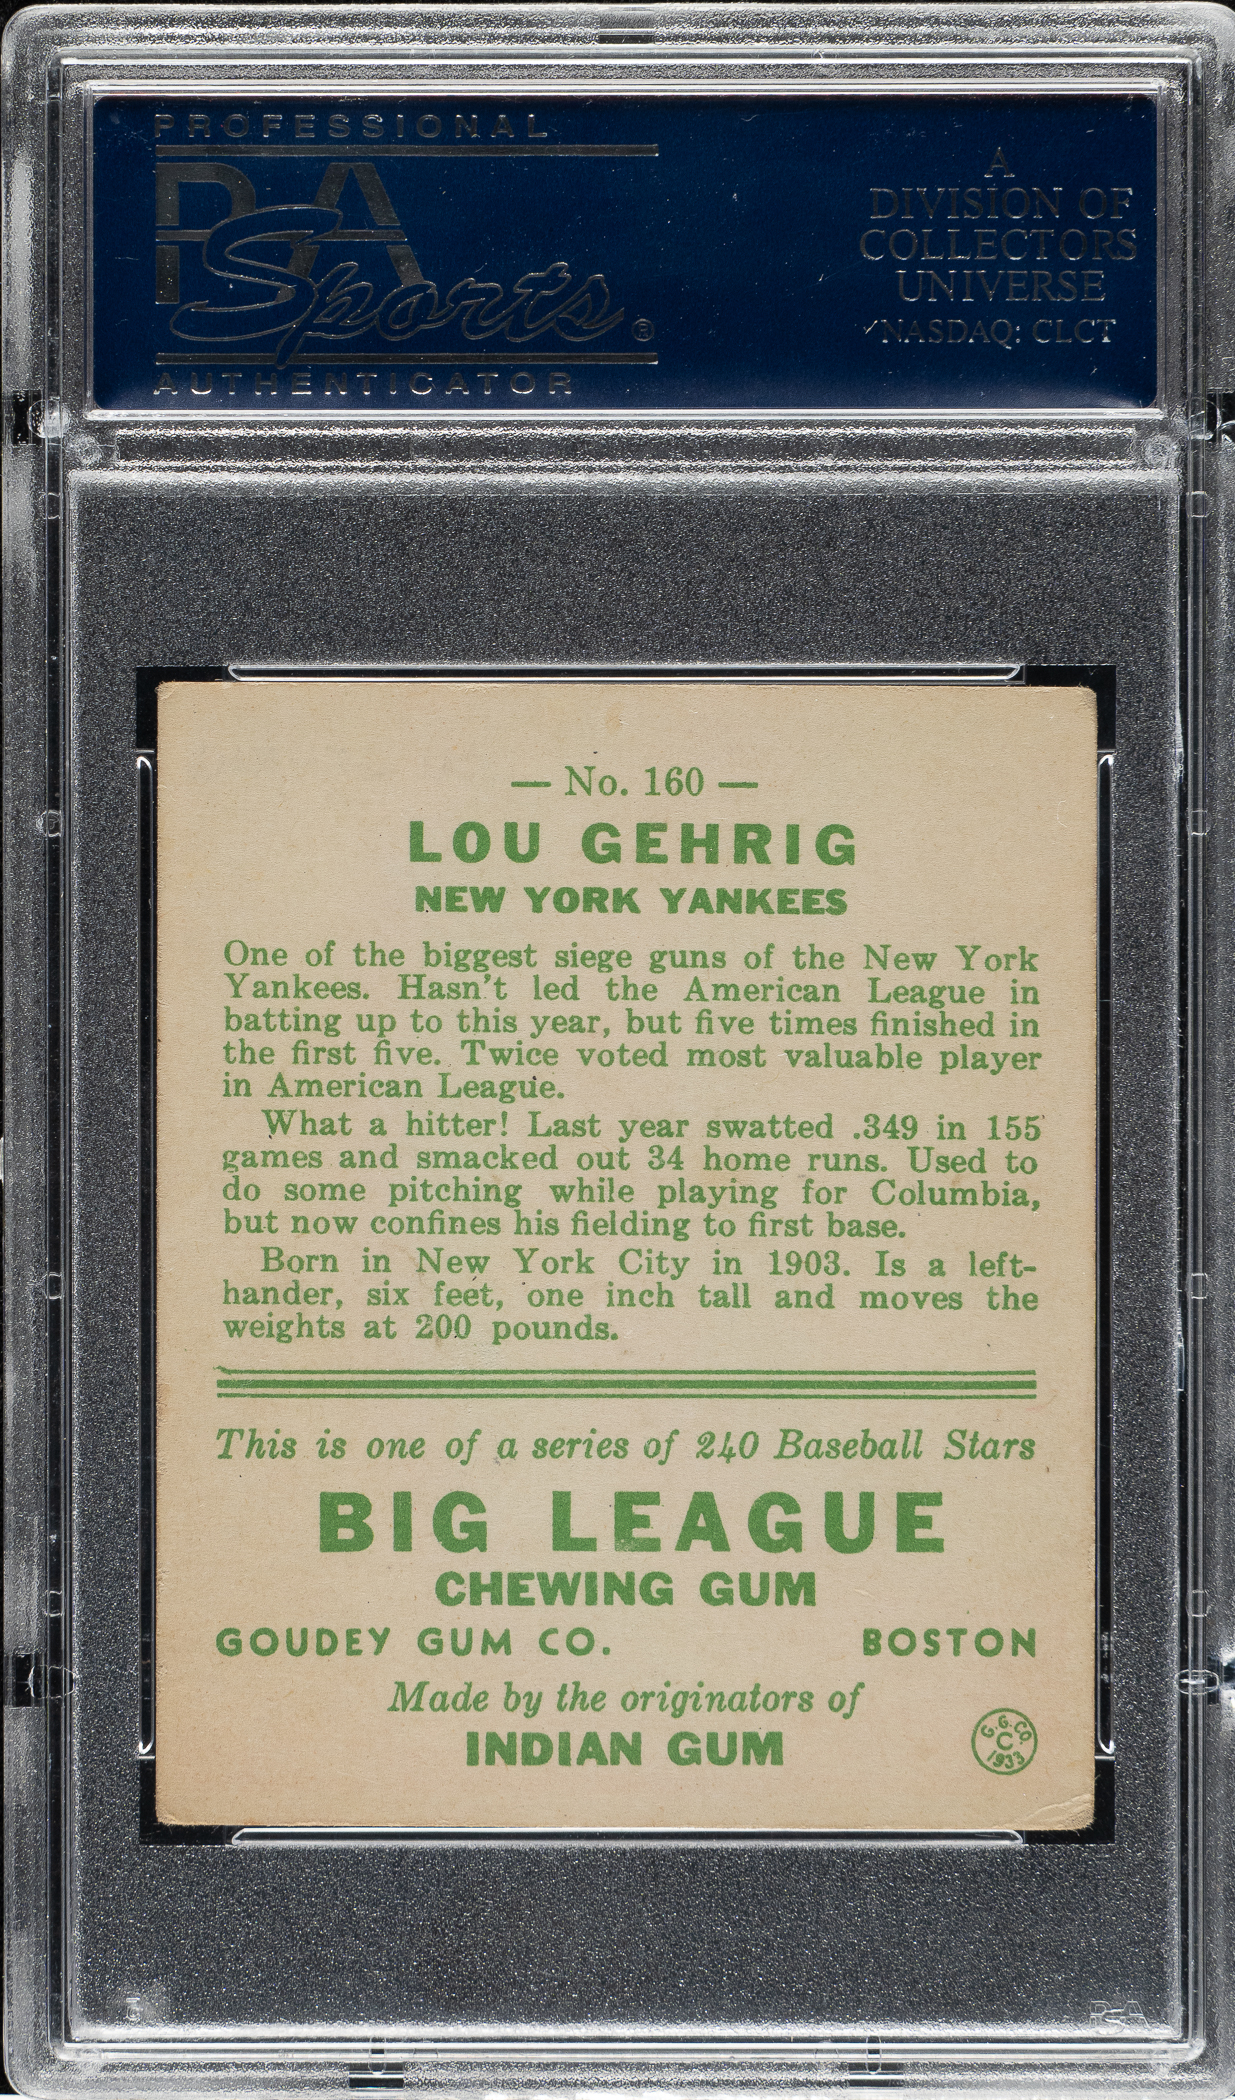 PROFESSIONAL
PSA
Sports ®
AUTHENTICATOR
A
DIVISION OF
COLLECTORS
UNIVERSE
NASDAQ: CLCT
— No. 160 —
LOU GEHRIG
NEW YORK YANKEES
One of the biggest siege guns of the New York
Yankees. Hasn't led the American League in
batting up to this year, but five times finished in
the first five. Twice voted most valuable player
in American League.
What a hitter! Last year swatted .349 in 155
games and smacked out 34 home runs. Used to
do some pitching while playing for Columbia,
but now confines his fielding to first base.
Born in New York City in 1903. Is a left-
hander, six feet, one inch tall and moves the
weights at 200 pounds.
This is one of a series of 240 Baseball Stars
BIG LEAGUE
CHEWING GUM
GOUDEY GUM CO. BOSTON
Made by the originators of
INDIAN GUM
G.G.CO.
C
1933
PSA